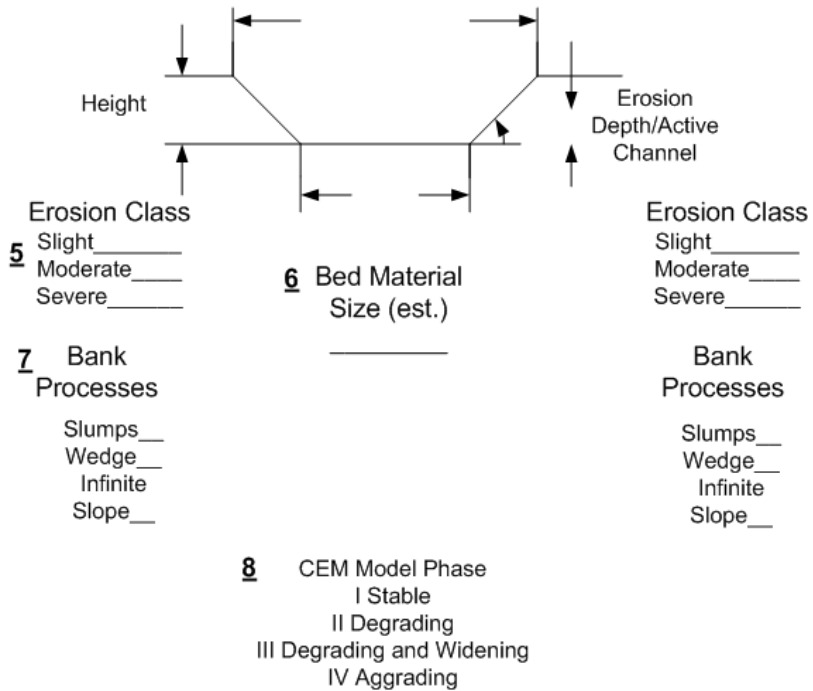 Height
Erosion
Depth/Active
Channel
Erosion Class
5 Slight_______
Moderate____
Severe______
6 Bed Material
Size (est.)
_________
Erosion Class
Slight_______
Moderate____
Severe______
7 Bank
Processes
Slumps__
Wedge__
Infinite
Slope__
Bank
Processes
Slumps__
Wedge__
Infinite
Slope__
8 CEM Model Phase
I Stable
II Degrading
III Degrading and Widening
IV Aggrading